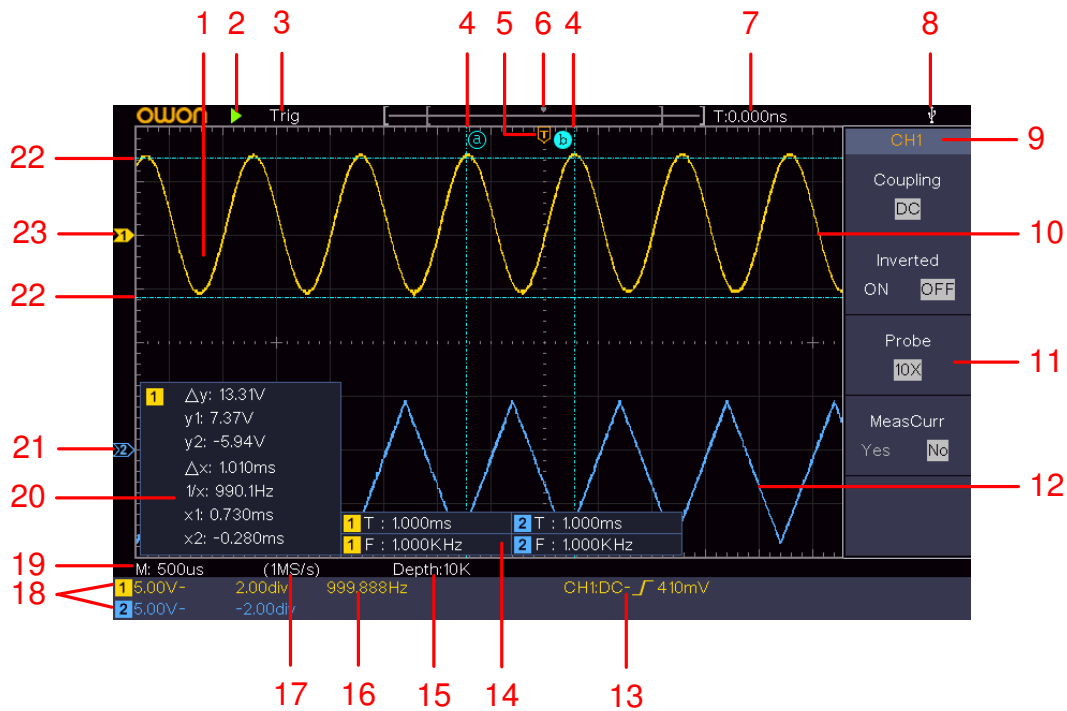 1 2 3 4 5 6 4 7 8
owon Trig T:0.000ns
a T b
CH1 9
22
Coupling
DC
23 1 10
Inverted
ON OFF
22
Probe
10X 11
1 △y: 13.31V
y1: 7.37V
y2: -5.94V
△x: 1.010ms
1/x: 990.1Hz
x1: 0.730ms
x2: -0.280ms
MeasCurr
Yes No
21 2
20 12
1 T : 1.000ms 2 T : 1.000ms
1 F : 1.000KHz 2 F : 1.000KHz
19 M: 500us (1MS/s) Depth:10K
18 1 5.00V- 2.00div 999.888Hz CH1:DC- 410mV
2 5.00V- -2.00div
17 16 15 14 13